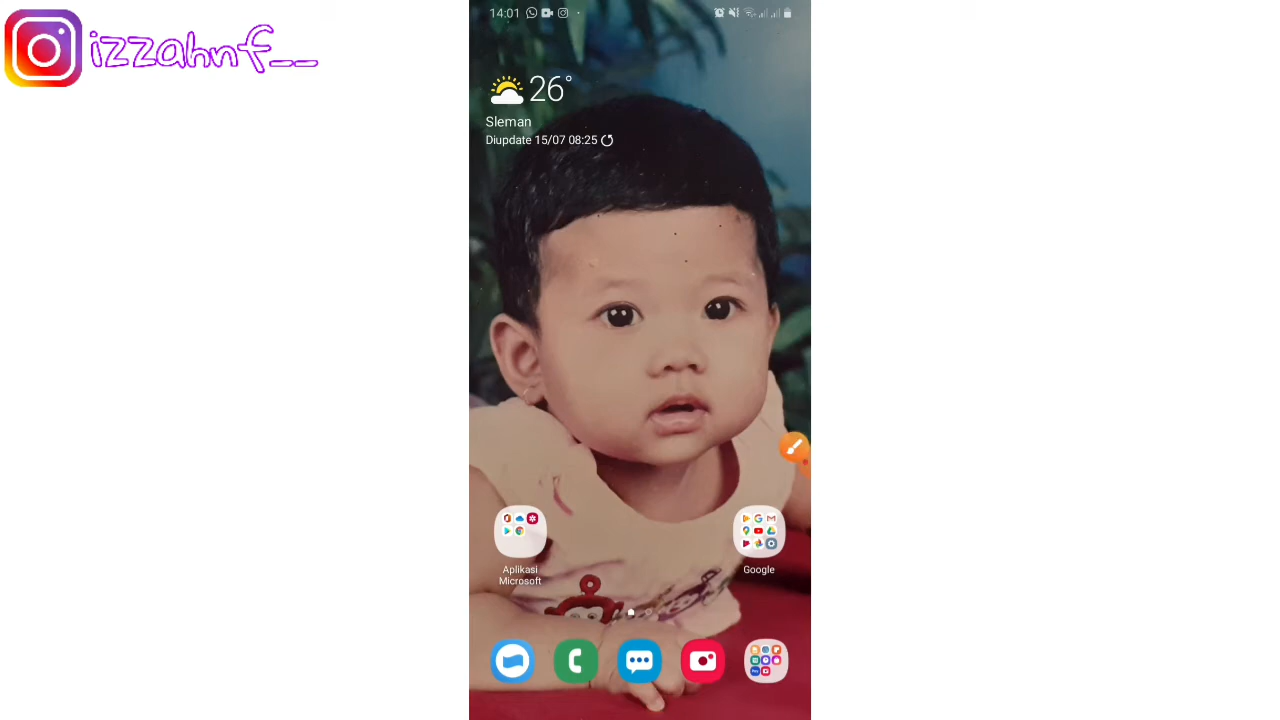 izzahnf__
14:01
26°
Sleman
Diupdate 15/07 08:25
Aplikasi
Microsoft
Google